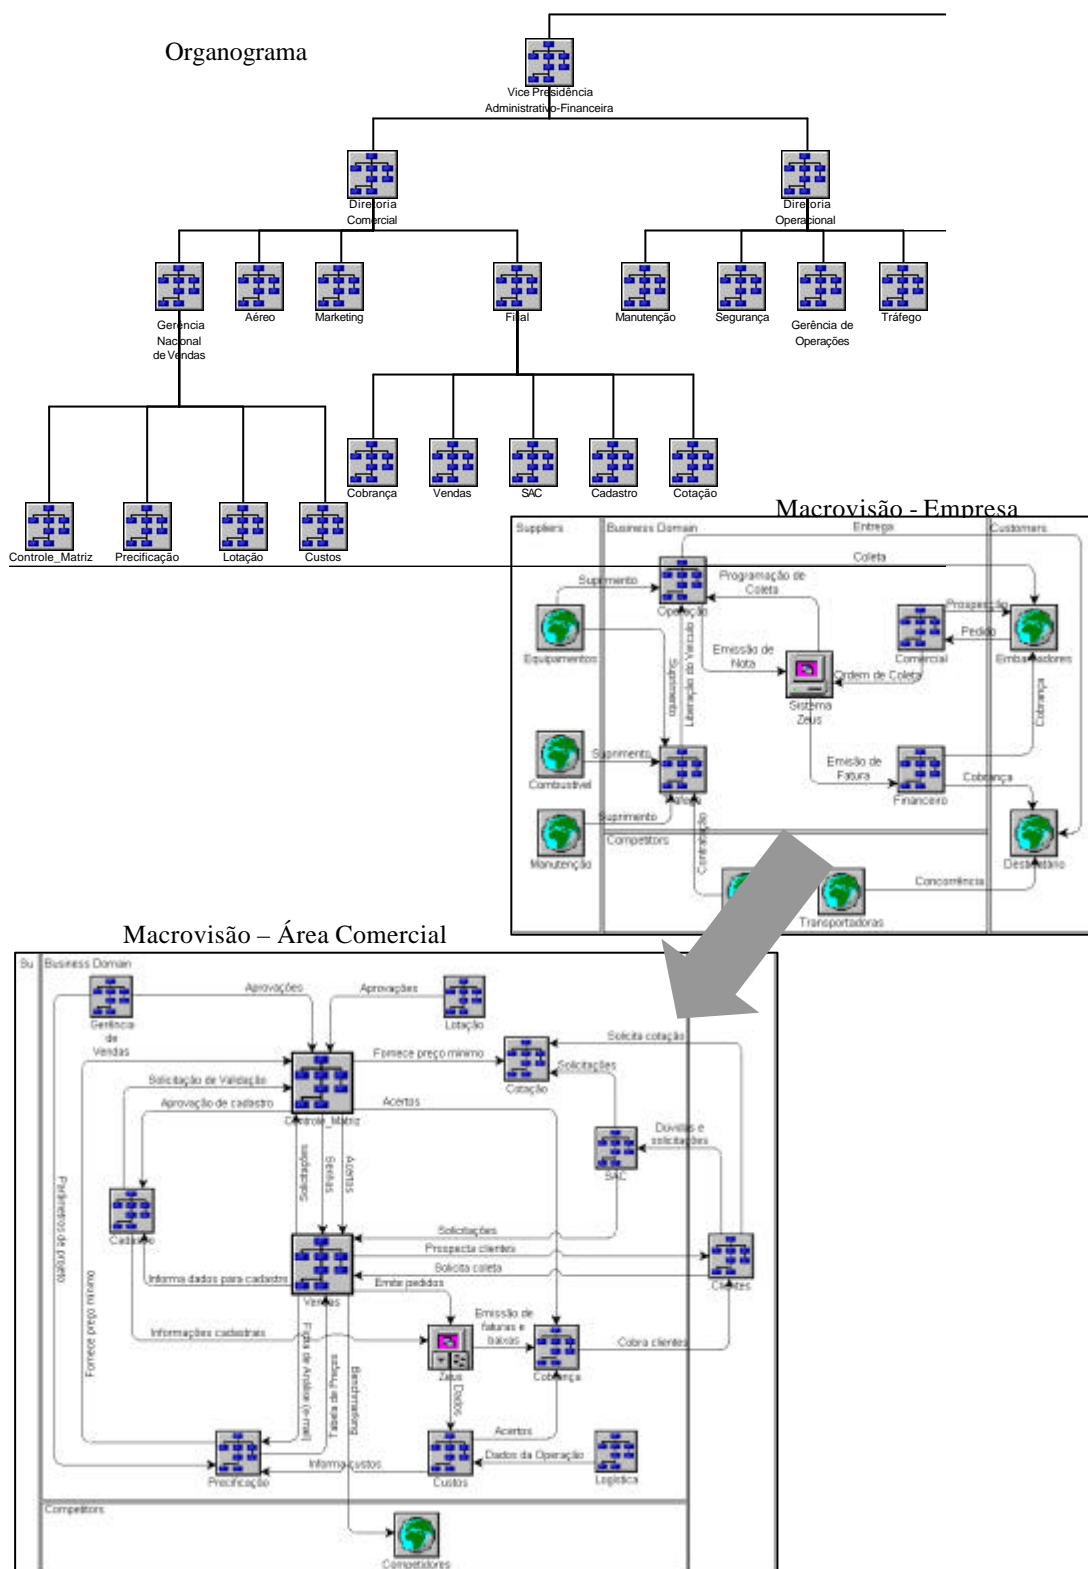 Organograma
Vice Presidência
Administrativo-Financeira
Diretoria
Comercial
Diretoria
Operacional
Gerência
Nacional
de Vendas
Aéreo
Marketing
Filial
Manutenção
Segurança
Gerência de
Operações
Tráfego
Cobrança
Vendas
SAC
Cadastro
Cotação
Controle_Matriz
Precificação
Lotação
Custos
Macrovisão - Empresa
Suppliers
Business Domain
Entrega
Customers
Coleta
Suprimento
Programação de
Coleta
Operação
Prospecção
Pedido
Equipamentos
Emissão de
Nota
Comercial
Embarcadores
Ordem de Coleta
Sistema
Zeus
Suprimento
Liberação do Veículo
Cobrança
Suprimento
Emissão de
Fatura
Combustível
Tráfego
Financeiro
Cobrança
Suprimento
Contratação
Competitors
Manutenção
Destinatário
Concorrência
Transportadoras
Macrovisão – Área Comercial
Su
Business Domain
Aprovações
Aprovações
Gerência
de
Vendas
Lotação
Solicita cotação
Fornece preço mínimo
Solicitações
Solicitação de Validação
Cotação
Aprovação de cadastro
Acertos
Controle_Matriz
Dúvidas e
solicitações
SAC
Solicitações
Senhas
Acertos
Parâmetros de projeto
Cadastro
Solicitações
Prospecta clientes
Solicita coleta
Clientes
Informa dados para cadastro
Vendas
Emite pedidos
Fornece preço mínimo
Informações cadastrais
Emissão de
faturas e
baixas
Cobra clientes
Zeus
Cobrança
Ficha de Análise (e-mail)
Tabela de Preços
Benchmarking
Dados
Acertos
Dados da Operação
Informa custos
Precificação
Custos
Logística
Competitors
Competidores